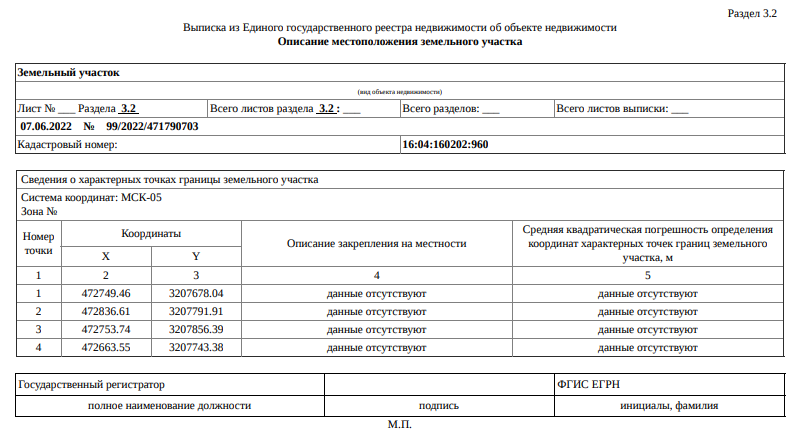 Раздел 3.2
Выписка из Единого государственного реестра недвижимости об объекте недвижимости
Описание местоположения земельного участка
Земельный участок
(вид объекта недвижимости)
Лист № ___ Раздела 3.2 Всего листов раздела 3.2 : ___ Всего разделов: ___ Всего листов выписки: ___
07.06.2022 № 99/2022/471790703
Кадастровый номер: 16:04:160202:960
Сведения о характерных точках границы земельного участка
Система координат: МСК-05
Зона №
Номер точки Координаты Описание закрепления на местности Средняя квадратическая погрешность определения координат характерных точек границ земельного участка, м
X Y
1 2 3 4 5
1 472749.46 3207678.04 данные отсутствуют данные отсутствуют
2 472836.61 3207791.91 данные отсутствуют данные отсутствуют
3 472753.74 3207856.39 данные отсутствуют данные отсутствуют
4 472663.55 3207743.38 данные отсутствуют данные отсутствуют
Государственный регистратор ФГИС ЕГРН
полное наименование должности подпись инициалы, фамилия
М.П.